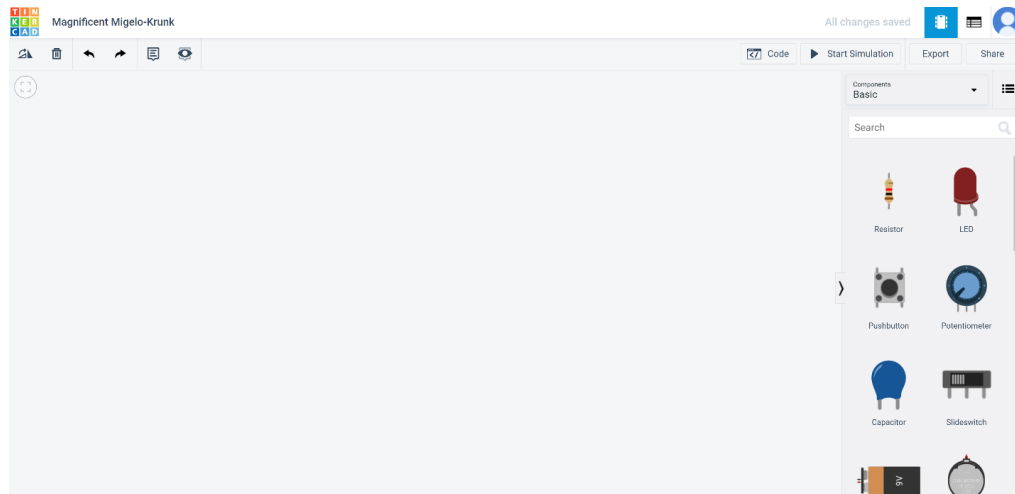 TIN
KER
CAD
Magnificent Migelo-Krunk
All changes saved
Code
Start Simulation
Export
Share
Components
Basic
Search
Resistor
LED
Pushbutton
Potentiometer
Capacitor
Slideswitch
9V